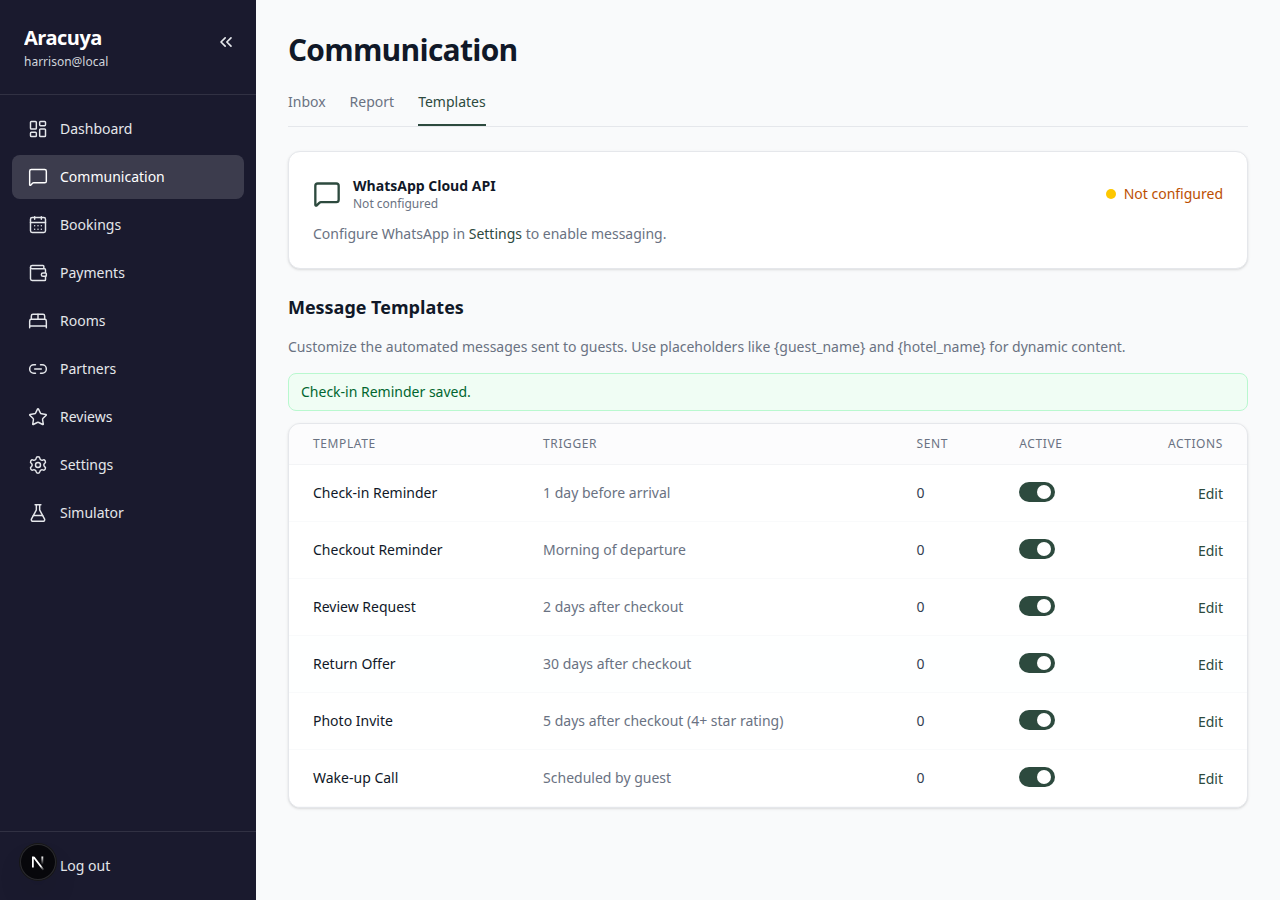 Aracuya
harrison@local
Dashboard
Communication
Bookings
Payments
Rooms
Partners
Reviews
Settings
Simulator
N
Log out
Communication
Inbox Report Templates
WhatsApp Cloud API
Not configured
Not configured
Configure WhatsApp in Settings to enable messaging.
Message Templates
Customize the automated messages sent to guests. Use placeholders like {guest_name} and {hotel_name} for dynamic content.
Check-in Reminder saved.
TEMPLATE TRIGGER SENT ACTIVE ACTIONS
Check-in Reminder 1 day before arrival 0 Edit
Checkout Reminder Morning of departure 0 Edit
Review Request 2 days after checkout 0 Edit
Return Offer 30 days after checkout 0 Edit
Photo Invite 5 days after checkout (4+ star rating) 0 Edit
Wake-up Call Scheduled by guest 0 Edit